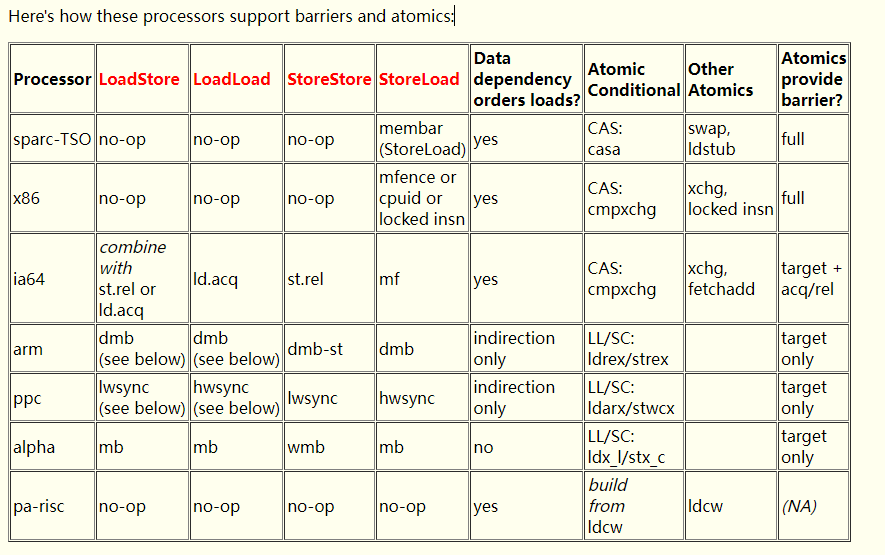 Here's how these processors support barriers and atomics:
Processor LoadStore LoadLoad StoreStore StoreLoad Data dependency orders loads? Atomic Conditional Other Atomics Atomics provide barrier?
sparc-TSO no-op no-op no-op membar (StoreLoad) yes CAS: casa swap, ldstub full
x86 no-op no-op no-op mfence or cpuid or locked insn yes CAS: cmpxchg xchg, locked insn full
ia64 combine with st.rel or ld.acq ld.acq st.rel mf yes CAS: cmpxchg xchg, fetchadd target + acq/rel
arm dmb (see below) dmb (see below) dmb-st dmb indirection only LL/SC: ldrex/strex target only
ppc lwsync (see below) hwsync (see below) lwsync hwsync indirection only LL/SC: ldarx/stwcx target only
alpha mb mb wmb mb no LL/SC: ldx_l/stx_c target only
pa-risc no-op no-op no-op no-op yes build from ldcw ldcw (NA)